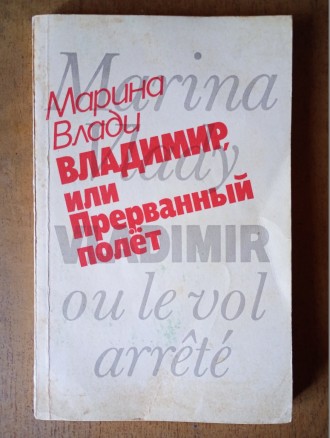 Marina
Vlady
VLADIMIR
ou le vol
arrêté
Марина
Влади
ВЛАДИМИР,
или
Прерванный
полёт